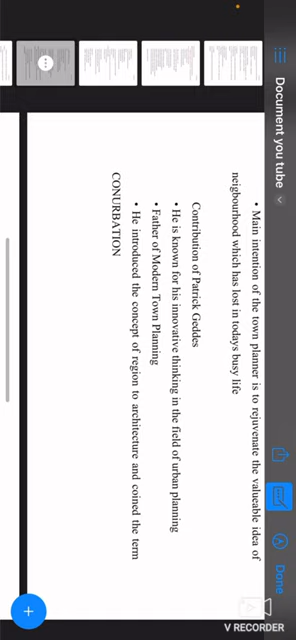 Document you tube
Done
• Main intention of the town planner is to rejuvenate the valueable idea of
neigbourhood which has lost in todays busy life
Contribution of Patrick Geddes
• He is known for his innovative thinking in the field of urban planning
• Father of Modern Town Planning
• He introduced the concept of region to architecture and coined the term
CONURBATION
V RECORDER